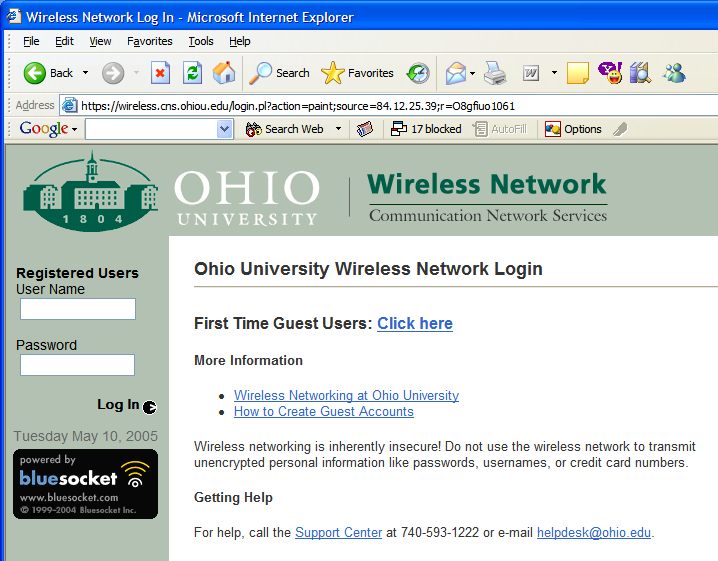 Wireless Network Log In - Microsoft Internet Explorer
File Edit View Favorites Tools Help
Back Search Favorites W Y!
Address https://wireless.cns.ohiou.edu/login.pl?action=paint;source=84.12.25.39;r=O8gfiuo1061
Google Search Web 17 blocked AutoFill Options
1804
OHIO
UNIVERSITY
Wireless Network
Communication Network Services
Registered Users
User Name
Password
Log In
Tuesday May 10, 2005
powered by
bluesocket
www.bluesocket.com
© 1999-2004 Bluesocket Inc.
Ohio University Wireless Network Login
First Time Guest Users: Click here
More Information
• Wireless Networking at Ohio University
• How to Create Guest Accounts
Wireless networking is inherently insecure! Do not use the wireless network to transmit
unencrypted personal information like passwords, usernames, or credit card numbers.
Getting Help
For help, call the Support Center at 740-593-1222 or e-mail helpdesk@ohio.edu.